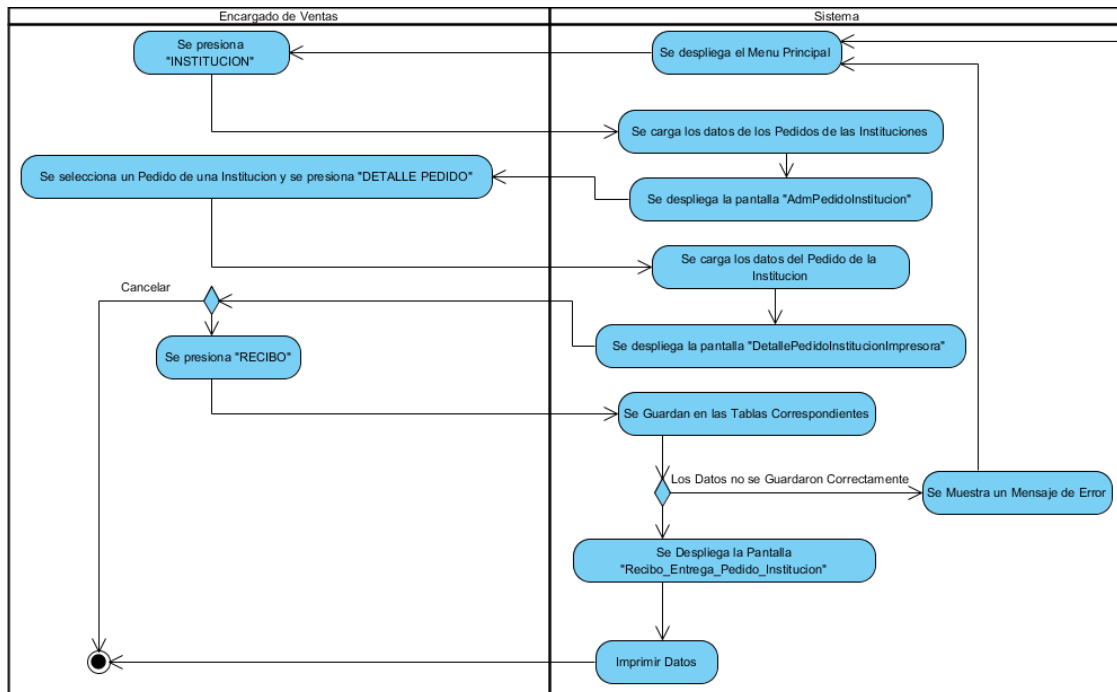 Encargado de Ventas
Sistema
Se presiona
"INSTITUCION"
Se despliega el Menu Principal
Se carga los datos de los Pedidos de las Instituciones
Se selecciona un Pedido de una Institucion y se presiona "DETALLE PEDIDO"
Se despliega la pantalla "AdmPedidoInstitucion"
Se carga los datos del Pedido de la
Institucion
Cancelar
Se presiona "RECIBO"
Se despliega la pantalla "DetallePedidoInstitucionImpresora"
Se Guardan en las Tablas Correspondientes
Los Datos no se Guardaron Correctamente
Se Muestra un Mensaje de Error
Se Despliega la Pantalla
"Recibo_Entrega_Pedido_Institucion"
Imprimir Datos